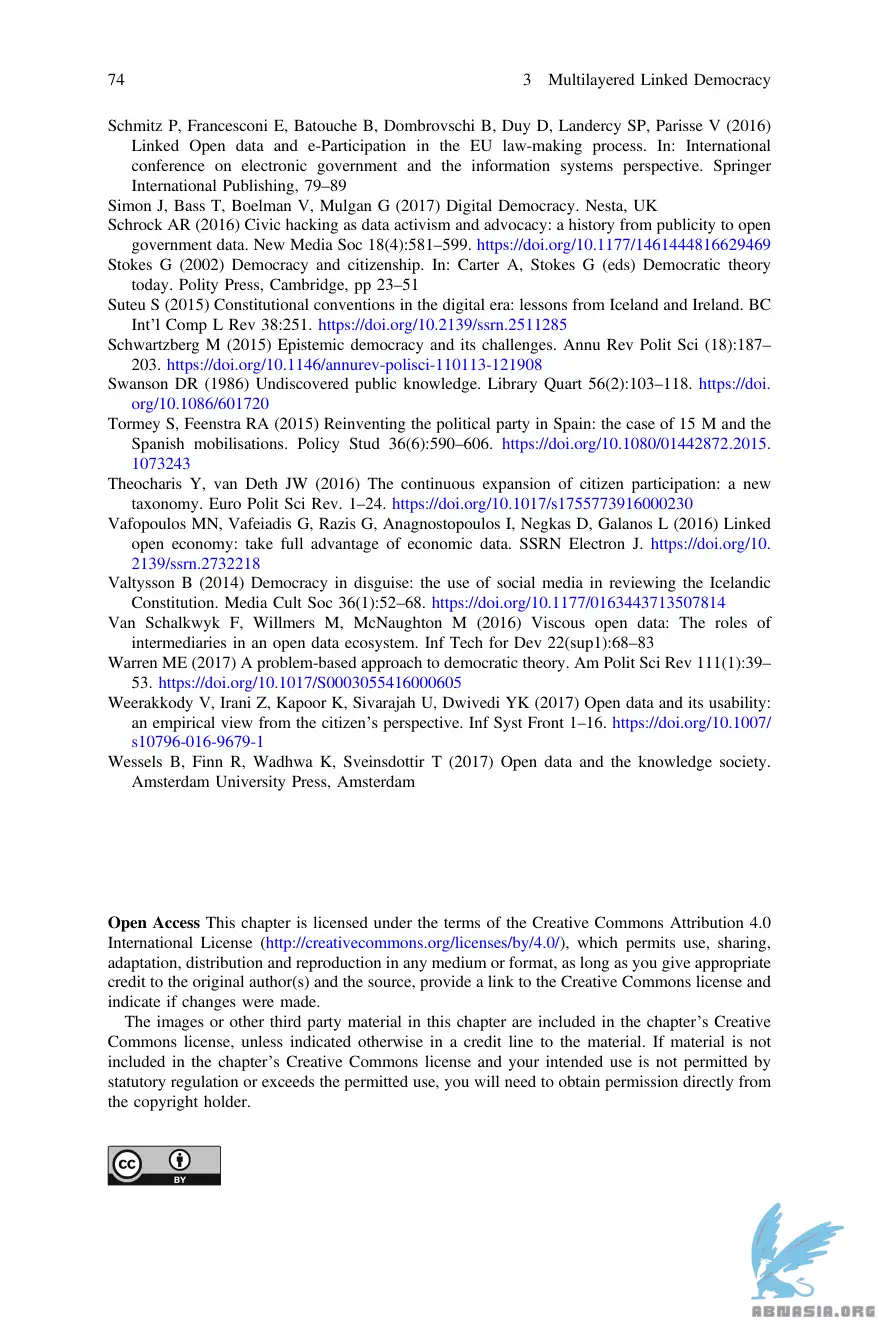 74 3 Multilayered Linked Democracy
Schmitz P, Francesconi E, Batouche B, Dombrovschi B, Duy D, Landercy SP, Parisse V (2016)
Linked Open data and e-Participation in the EU law-making process. In: International
conference on electronic government and the information systems perspective. Springer
International Publishing, 79–89
Simon J, Bass T, Boelman V, Mulgan G (2017) Digital Democracy. Nesta, UK
Schrock AR (2016) Civic hacking as data activism and advocacy: a history from publicity to open
government data. New Media Soc 18(4):581–599. https://doi.org/10.1177/1461444816629469
Stokes G (2002) Democracy and citizenship. In: Carter A, Stokes G (eds) Democratic theory
today. Polity Press, Cambridge, pp 23–51
Suteu S (2015) Constitutional conventions in the digital era: lessons from Iceland and Ireland. BC
Int'l Comp L Rev 38:251. https://doi.org/10.2139/ssrn.2511285
Schwartzberg M (2015) Epistemic democracy and its challenges. Annu Rev Polit Sci (18):187–
203. https://doi.org/10.1146/annurev-polisci-110113-121908
Swanson DR (1986) Undiscovered public knowledge. Library Quart 56(2):103–118. https://doi.
org/10.1086/601720
Tormey S, Feenstra RA (2015) Reinventing the political party in Spain: the case of 15 M and the
Spanish mobilisations. Policy Stud 36(6):590–606. https://doi.org/10.1080/01442872.2015.
1073243
Theocharis Y, van Deth JW (2016) The continuous expansion of citizen participation: a new
taxonomy. Euro Polit Sci Rev. 1–24. https://doi.org/10.1017/s1755773916000230
Vafopoulos MN, Vafeiadis G, Razis G, Anagnostopoulos I, Negkas D, Galanos L (2016) Linked
open economy: take full advantage of economic data. SSRN Electron J. https://doi.org/10.
2139/ssrn.2732218
Valtysson B (2014) Democracy in disguise: the use of social media in reviewing the Icelandic
Constitution. Media Cult Soc 36(1):52–68. https://doi.org/10.1177/0163443713507814
Van Schalkwyk F, Willmers M, McNaughton M (2016) Viscous open data: The roles of
intermediaries in an open data ecosystem. Inf Tech for Dev 22(sup1):68–83
Warren ME (2017) A problem-based approach to democratic theory. Am Polit Sci Rev 111(1):39–
53. https://doi.org/10.1017/S0003055416000605
Weerakkody V, Irani Z, Kapoor K, Sivarajah U, Dwivedi YK (2017) Open data and its usability:
an empirical view from the citizen's perspective. Inf Syst Front 1–16. https://doi.org/10.1007/
s10796-016-9679-1
Wessels B, Finn R, Wadhwa K, Sveinsdottir T (2017) Open data and the knowledge society.
Amsterdam University Press, Amsterdam
Open Access This chapter is licensed under the terms of the Creative Commons Attribution 4.0
International License (http://creativecommons.org/licenses/by/4.0/), which permits use, sharing,
adaptation, distribution and reproduction in any medium or format, as long as you give appropriate
credit to the original author(s) and the source, provide a link to the Creative Commons license and
indicate if changes were made.
The images or other third party material in this chapter are included in the chapter's Creative
Commons license, unless indicated otherwise in a credit line to the material. If material is not
included in the chapter's Creative Commons license and your intended use is not permitted by
statutory regulation or exceeds the permitted use, you will need to obtain permission directly from
the copyright holder.
cc
BY
ABNASIA.ORG